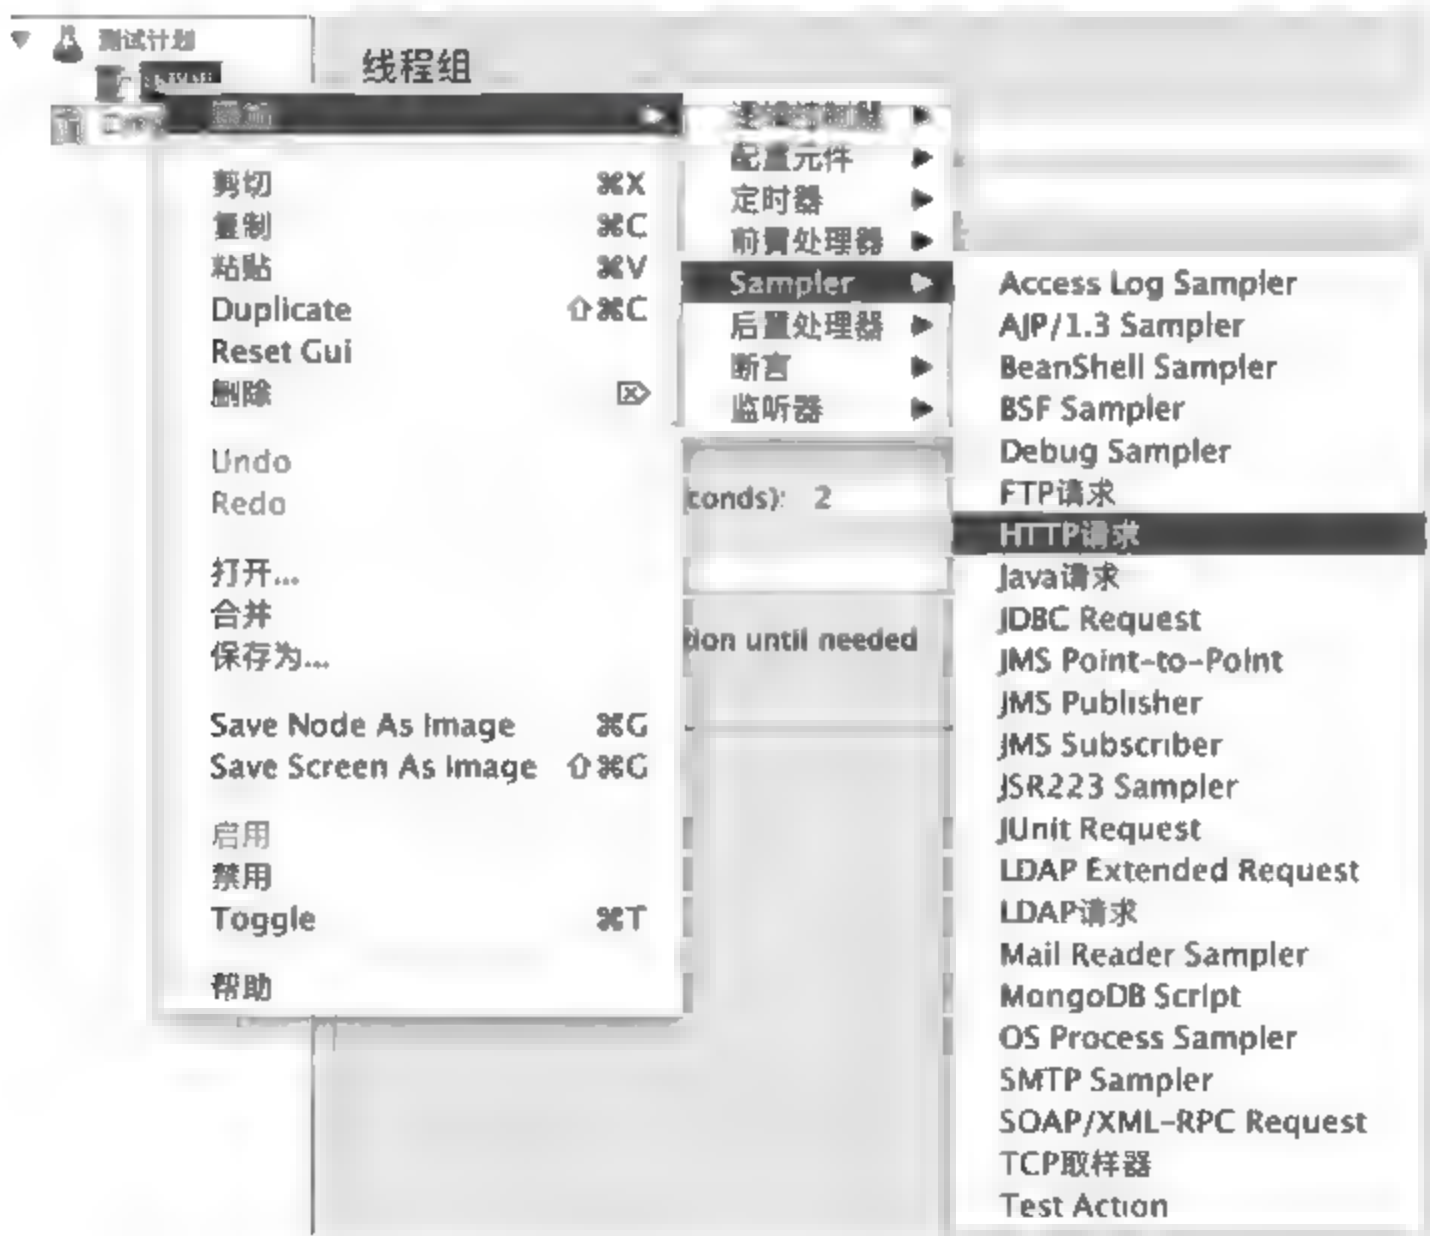 测试计划
线程组
添加
剪切 ⌘X
复制 ⌘C
粘贴 ⌘V
Duplicate ⇧⌘C
Reset Gui
删除 ⌦
Undo
Redo
打开...
合并
保存为...
Save Node As Image ⌘G
Save Screen As Image ⇧⌘G
启用
禁用
Toggle ⌘T
帮助
逻辑控制器
配置元件
定时器
前置处理器
Sampler
后置处理器
断言
监听器
conds): 2
tion until needed
Access Log Sampler
AJP/1.3 Sampler
BeanShell Sampler
BSF Sampler
Debug Sampler
FTP请求
HTTP请求
Java请求
JDBC Request
JMS Point-to-Point
JMS Publisher
JMS Subscriber
JSR223 Sampler
JUnit Request
LDAP Extended Request
LDAP请求
Mail Reader Sampler
MongoDB Script
OS Process Sampler
SMTP Sampler
SOAP/XML-RPC Request
TCP取样器
Test Action